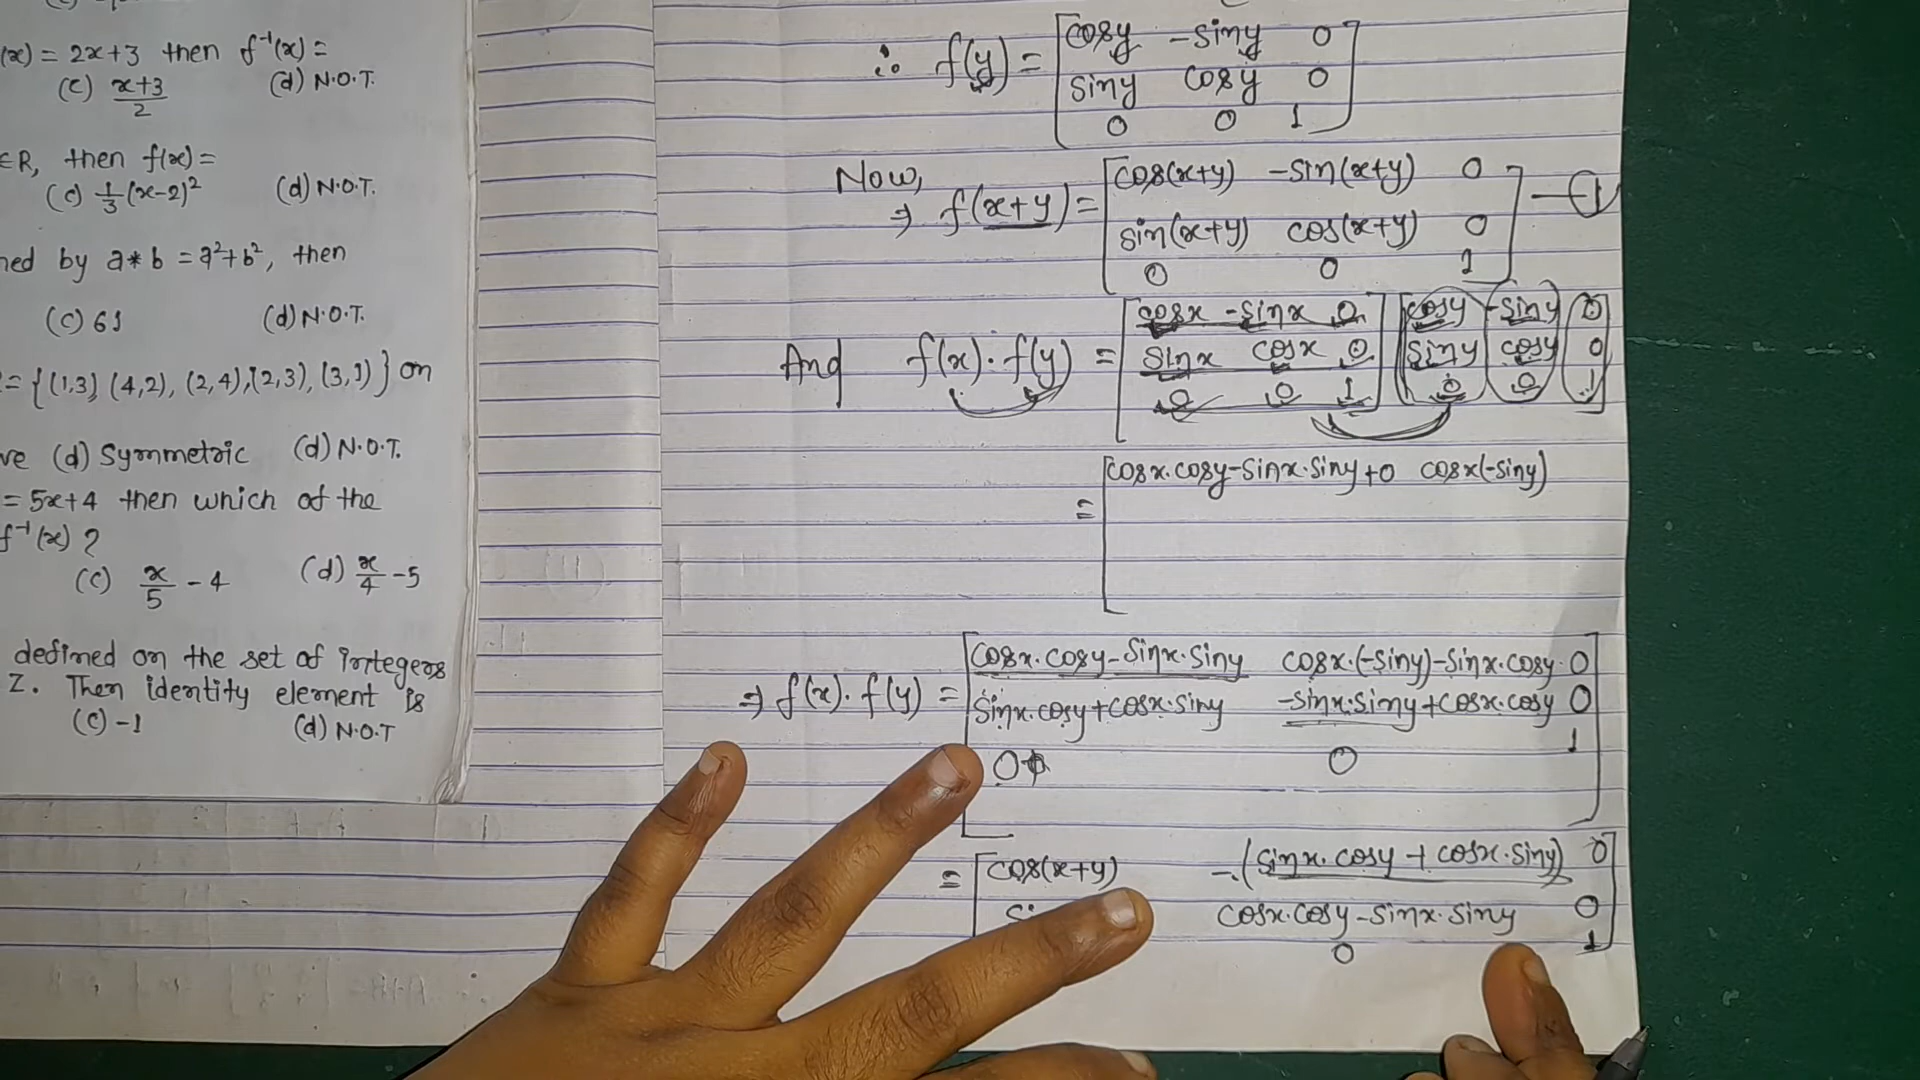 (x) = 2x+3 then f⁻¹(x) =
(c) x+3/2 (d) N.O.T.
∈R, then f(x) =
(c) 1/3 (x-2)² (d) N.O.T.
ned by a * b = a²+b², then
(c) 61 (d) N.O.T.
= {(1,3) (4,2), (2,4), (2,3), (3,1)} on
ve (d) Symmetric (d) N.O.T.
= 5x+4 then which of the
f⁻¹(x) ?
(c) x/5 - 4 (d) x/4 - 5
defined on the set of integers
Z. Then identity element is
(c) -1 (d) N.O.T
∴ f(y) = [cosy -siny 0
siny cosy 0
0 0 1]
Now,
⇒ f(x+y) = [cos(x+y) -sin(x+y) 0
sin(x+y) cos(x+y) 0
0 0 1] — ①
And f(x)·f(y) = [cosx -sinx 0] [cosy -siny 0]
sinx cosx 0 siny cosy 0
0 0 1 0 0 1
= [cosx·cosy-sinx·siny+0 cosx(-siny)
⇒ f(x)·f(y) = [cosx·cosy-sinx·siny cosx·(-siny)-sinx·cosy 0
sinx·cosy+cosx·siny -sinx·siny+cosx·cosy 0
0 0 1]
= [cos(x+y) -(sinx·cosy+cosx·siny) 0
cosx·cosy-sinx·siny 0
0 1]